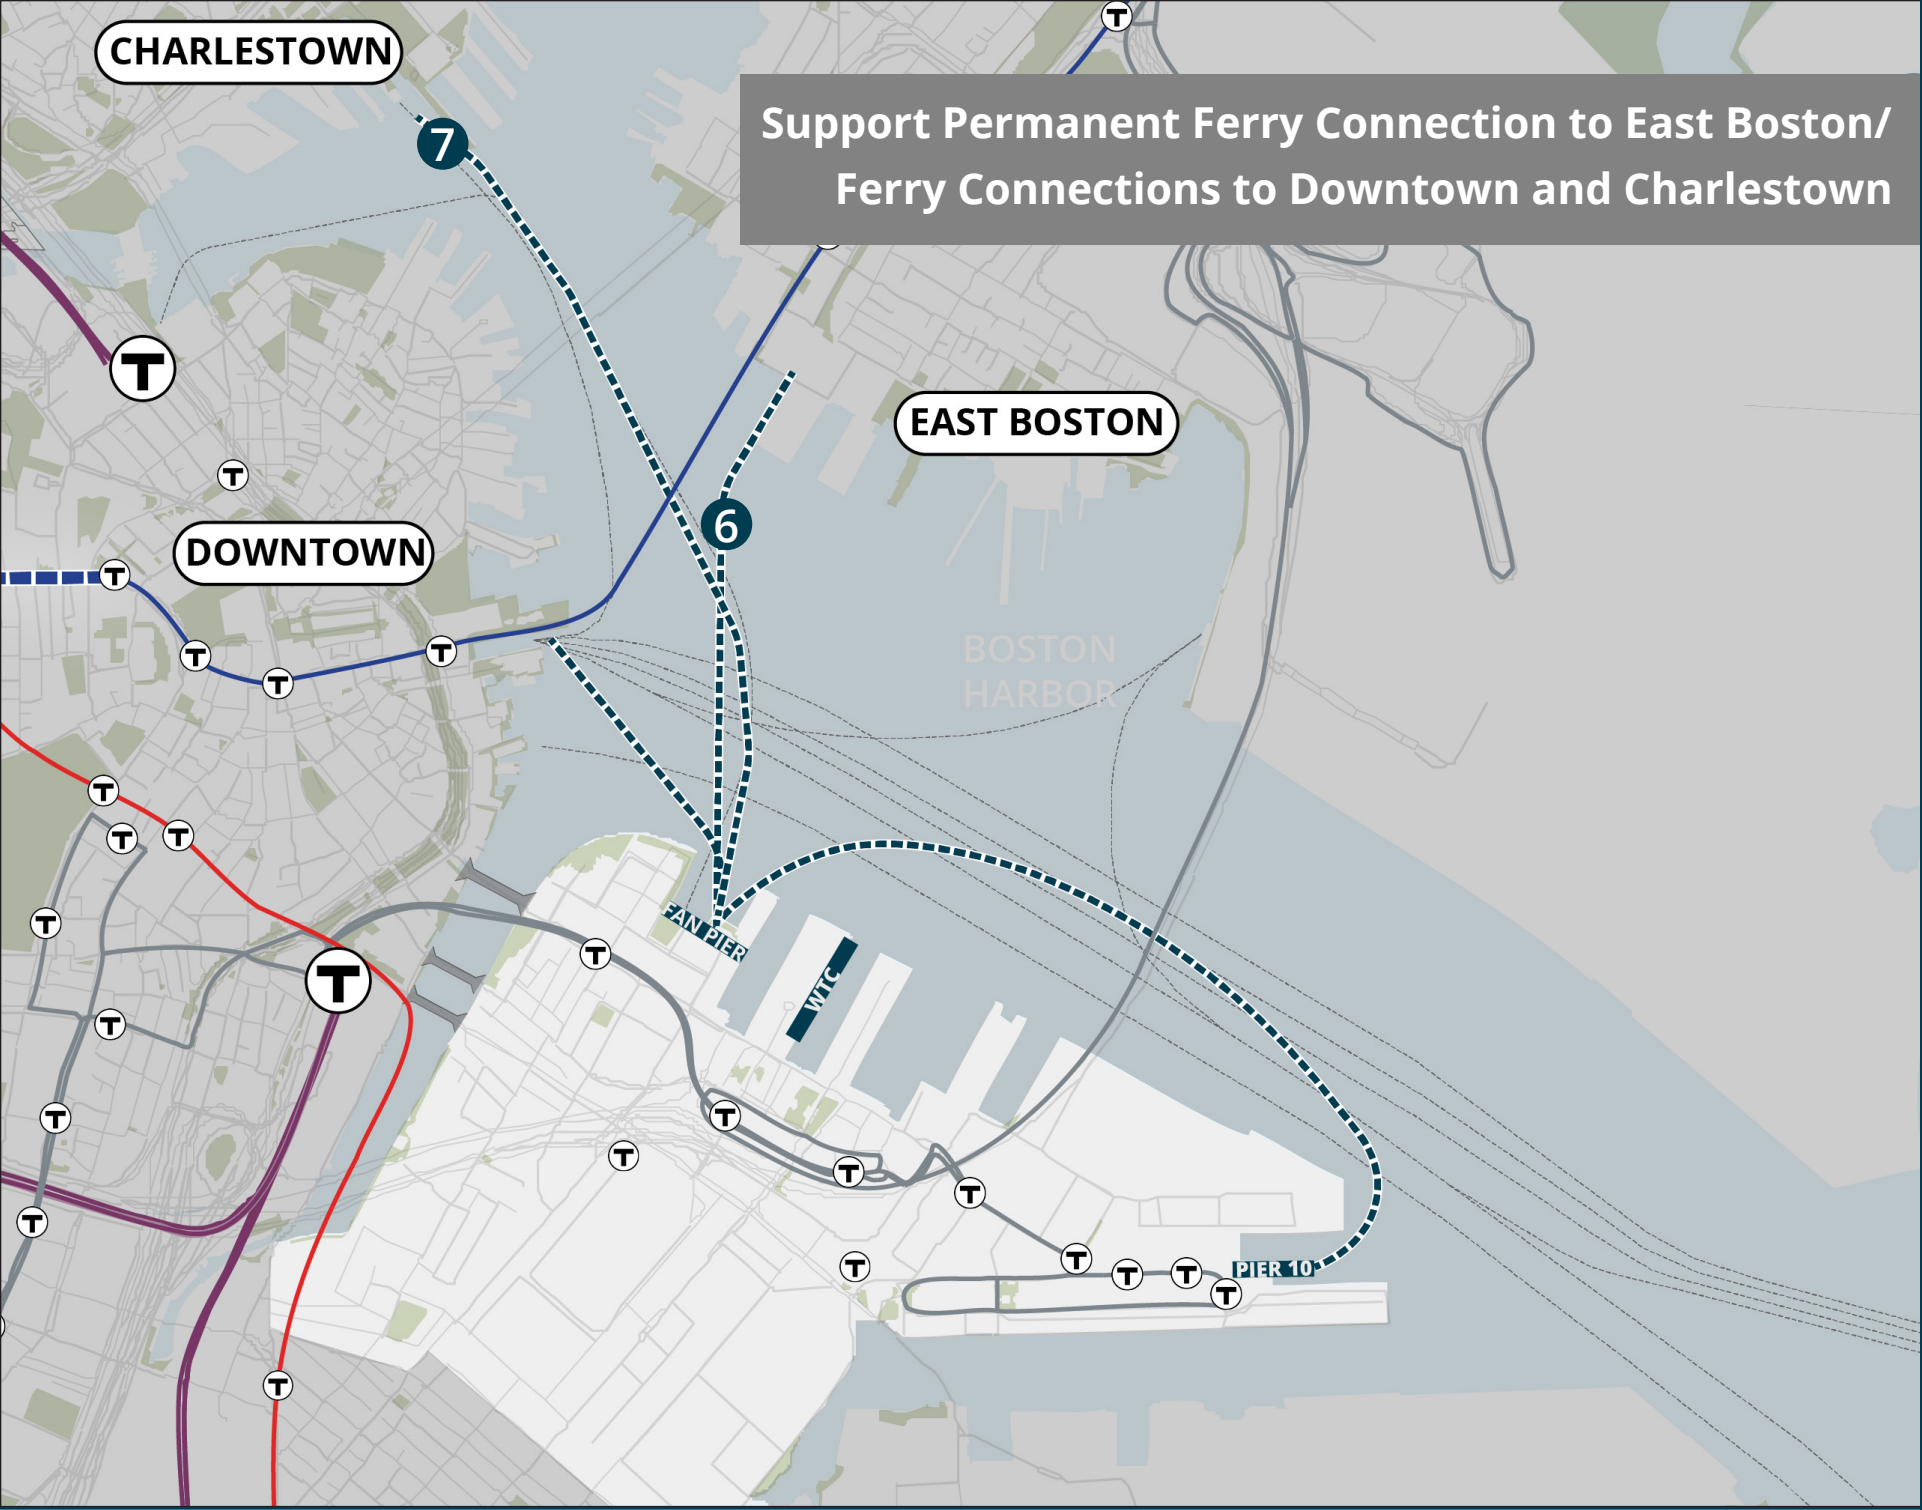 CHARLESTOWN
7
Support Permanent Ferry Connection to East Boston/
Ferry Connections to Downtown and Charlestown
T
T
EAST BOSTON
T
6
DOWNTOWN
T
T
T
T
BOSTON
HARBOR
T
T
T
FAN PIER
T
T
T
WTC
T
T
T
T
T
T
T
T
T
T
T
T
PIER 10
T
T